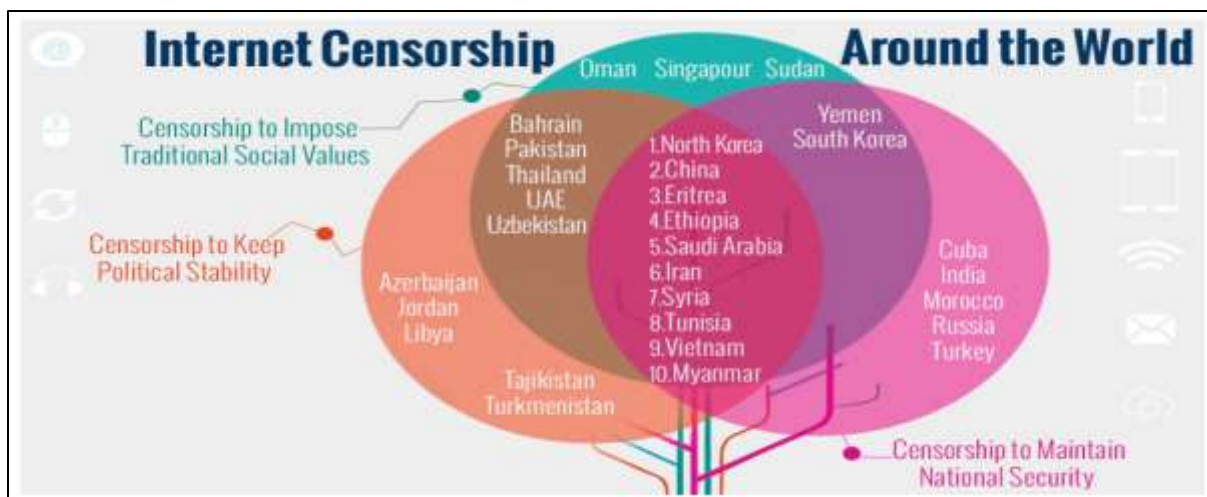 Internet Censorship Around the World
Oman Singapour Sudan
Censorship to Impose
Traditional Social Values
Bahrain
Pakistan
Thailand
UAE
Uzbekistan
1.North Korea
2.China
3.Eritrea
4.Ethiopia
5.Saudi Arabia
6.Iran
7.Syria
8.Tunisia
9.Vietnam
10.Myanmar
Yemen
South Korea
Censorship to Keep
Political Stability
Azerbaijan
Jordan
Libya
Tajikistan
Turkmenistan
Cuba
India
Morocco
Russia
Turkey
Censorship to Maintain
National Security